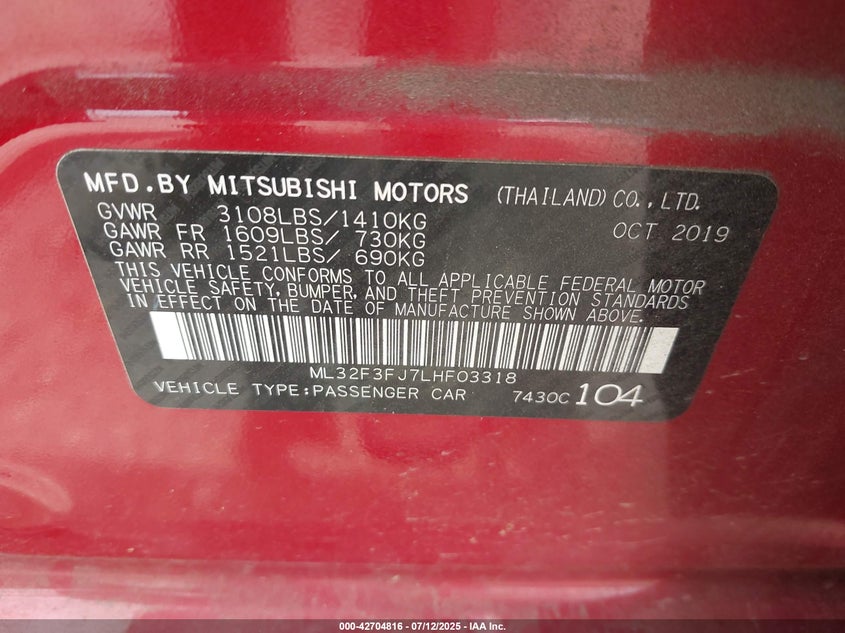 MFD.BY MITSUBISHI MOTORS (THAILAND) CO., LTD.
GVWR 3108LBS/1410KG OCT 2019
GAWR FR 1609LBS/ 730KG
GAWR RR 1521LBS/ 690KG
THIS VEHICLE CONFORMS TO ALL APPLICABLE FEDERAL MOTOR
VEHICLE SAFETY, BUMPER, AND THEFT PREVENTION STANDARDS
IN EFFECT ON THE DATE OF MANUFACTURE SHOWN ABOVE.
ML32F3FJ7LHF03318
VEHICLE TYPE:PASSENGER CAR 7430C 104
000-42704816 - 07/12/2025 - IAA Inc.